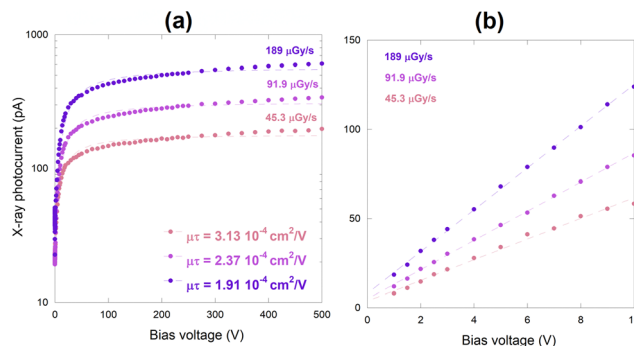 (a)
1000
100
10
X-ray photocurrent (pA)
189 μGy/s
91.9 μGy/s
45.3 μGy/s
μτ = 3.13 10⁻⁴ cm²/V
μτ = 2.37 10⁻⁴ cm²/V
μτ = 1.91 10⁻⁴ cm²/V
0 100 200 300 400 500
Bias voltage (V)
(b)
150
100
50
0
189 μGy/s
91.9 μGy/s
45.3 μGy/s
0 2 4 6 8
Bias voltage (V)